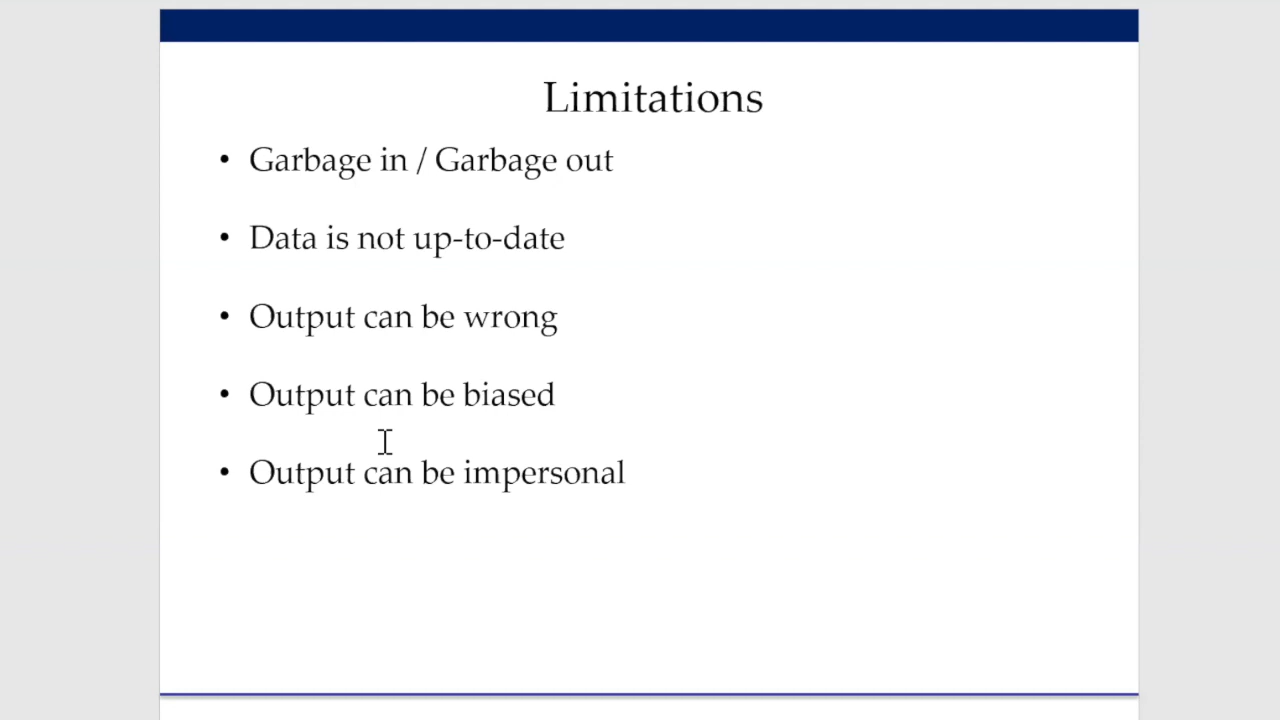 Limitations
• Garbage in / Garbage out
• Data is not up-to-date
• Output can be wrong
• Output can be biased
• Output can be impersonal